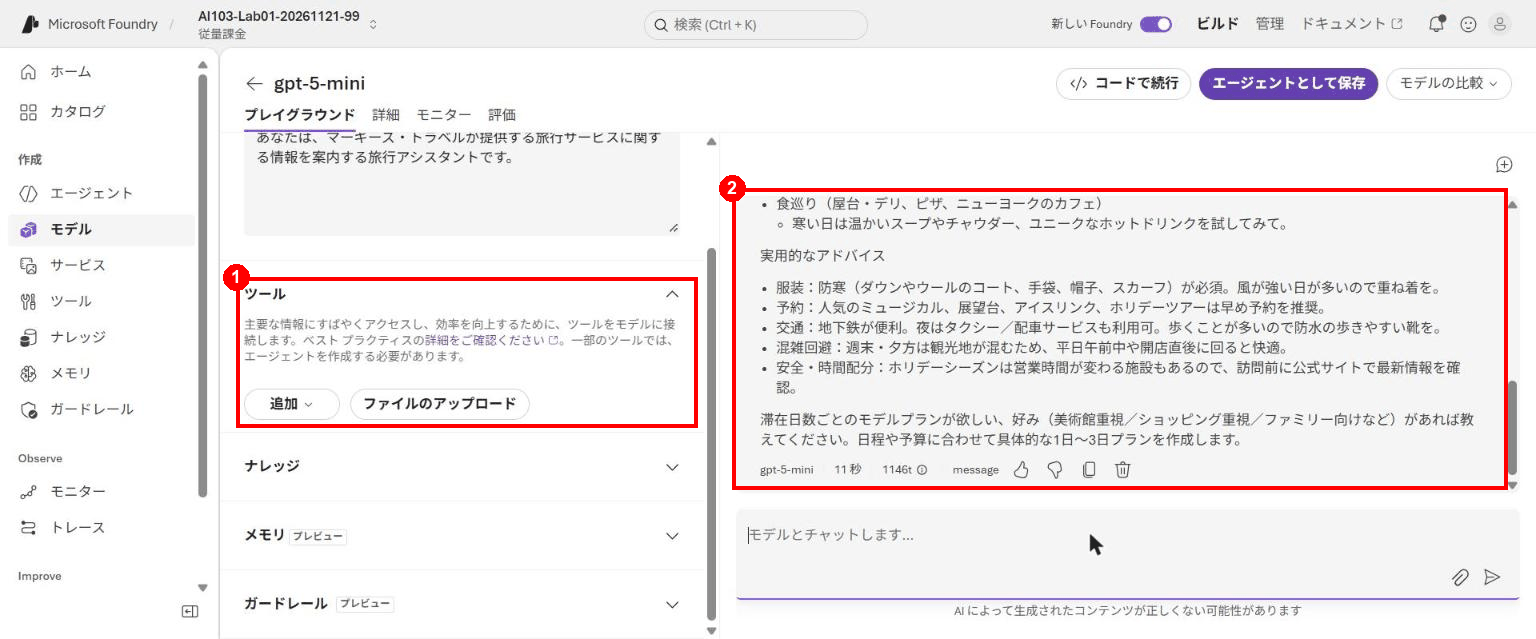 Microsoft Foundry / AI103-Lab01-20261121-99
従量課金
検索 (Ctrl + K)
新しい Foundry
ビルド
管理
ドキュメント
ホーム
カタログ
作成
エージェント
モデル
サービス
ツール
ナレッジ
メモリ
ガードレール
Observe
モニター
トレース
Improve
gpt-5-mini
コードで続行
エージェントとして保存
モデルの比較
プレイグラウンド
詳細
モニター
評価
あなたは、マーキース・トラベルが提供する旅行サービスに関す
る情報を案内する旅行アシスタントです。
1
ツール
主要な情報にすばやくアクセスし、効率を向上するために、ツールをモデルに接
続します。ベスト プラクティスの詳細をご確認ください。一部のツールでは、
エージェントを作成する必要があります。
追加
ファイルのアップロード
ナレッジ
メモリ プレビュー
ガードレール プレビュー
2
• 食巡り（屋台・デリ、ピザ、ニューヨークのカフェ）
○ 寒い日は温かいスープやチャウダー、ユニークなホットドリンクを試してみて。
実用的なアドバイス
• 服装：防寒（ダウンやウールのコート、手袋、帽子、スカーフ）が必須。風が強い日が多いので重ね着を。
• 予約：人気のミュージカル、展望台、アイスリンク、ホリデーツアーは早め予約を推奨。
• 交通：地下鉄が便利。夜はタクシー／配車サービスも利用可。歩くことが多いので防水の歩きやすい靴を。
• 混雑回避：週末・夕方は観光地が混むため、平日午前中や開店直後に回ると快適。
• 安全・時間配分：ホリデーシーズンは営業時間が変わる施設もあるので、訪問前に公式サイトで最新情報を確
認。
滞在日数ごとのモデルプランが欲しい、好み（美術館重視／ショッピング重視／ファミリー向けなど）があれば教
えてください。日程や予算に合わせて具体的な1日〜3日プランを作成します。
gpt-5-mini 11 秒 1146t message
モデルとチャットします...
AI によって生成されたコンテンツが正しくない可能性があります